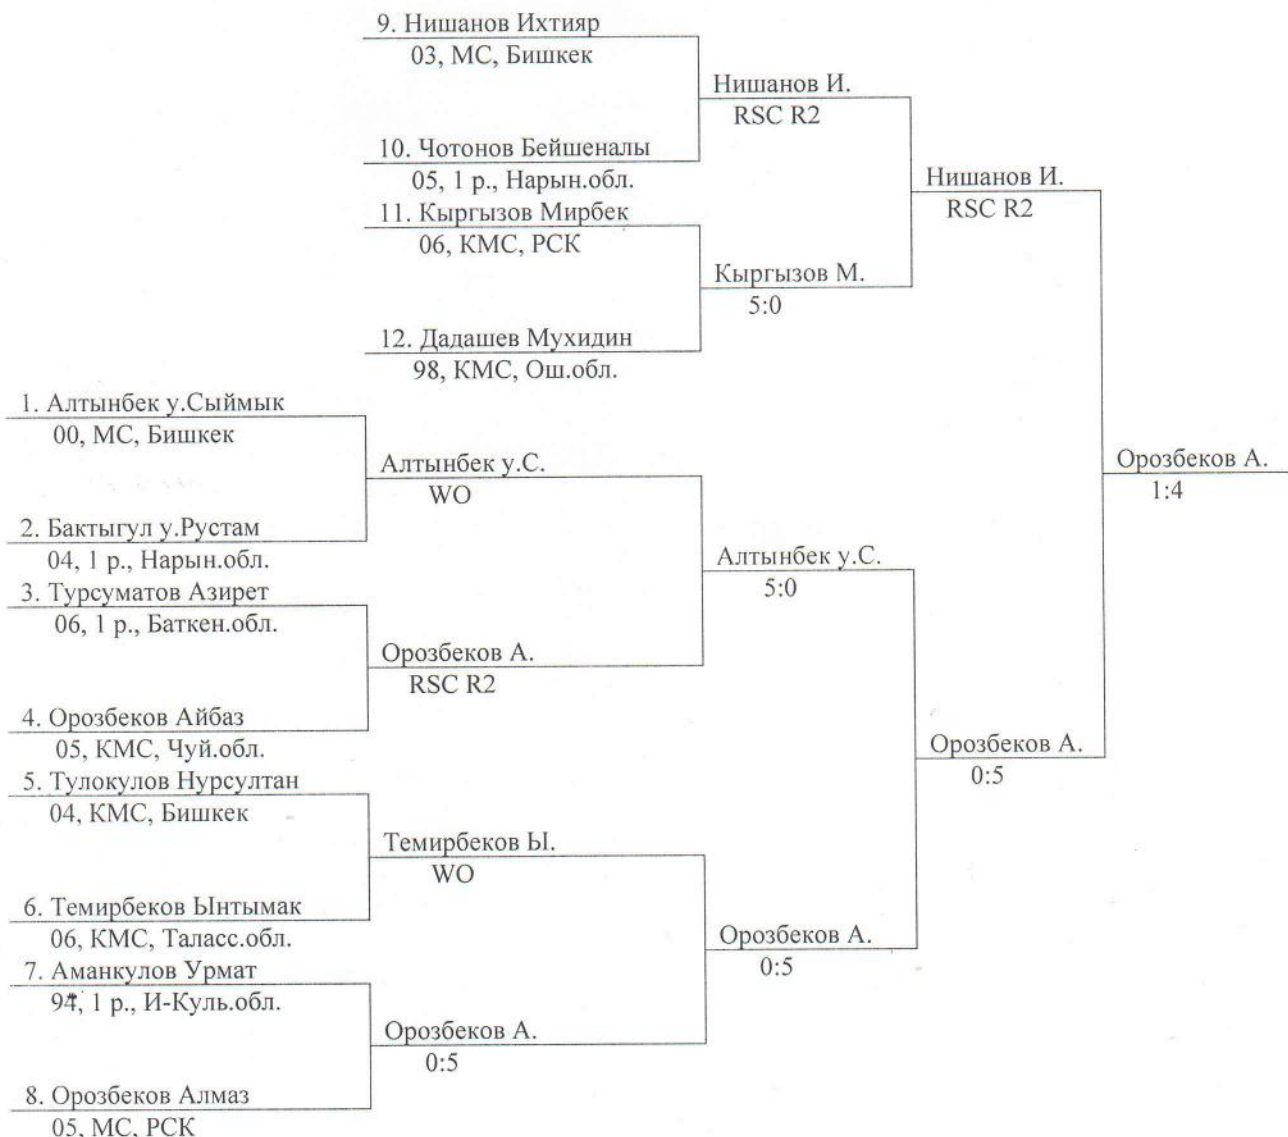 9. Нишанов Ихтияр
03, МС, Бишкек
Нишанов И.
RSC R2
10. Чотонов Бейшеналы
05, 1 р., Нарын.обл.
Нишанов И.
RSC R2
11. Кыргызов Мирбек
06, КМС, РСК
Кыргызов М.
5:0
12. Дадашев Мухидин
98, КМС, Ош.обл.
1. Алтынбек у.Сыймык
00, МС, Бишкек
Алтынбек у.С.
WO
Орозбеков А.
1:4
2. Бактыгул у.Рустам
04, 1 р., Нарын.обл.
Алтынбек у.С.
5:0
3. Турсуматов Азирет
06, 1 р., Баткен.обл.
Орозбеков А.
RSC R2
4. Орозбеков Айбаз
05, КМС, Чуй.обл.
Орозбеков А.
0:5
5. Тулокулов Нурсултан
04, КМС, Бишкек
Темирбеков Ы.
WO
6. Темирбеков Ынтымак
06, КМС, Таласс.обл.
Орозбеков А.
0:5
7. Аманкулов Урмат
94, 1 р., И-Куль.обл.
Орозбеков А.
0:5
8. Орозбеков Алмаз
05, МС, РСК